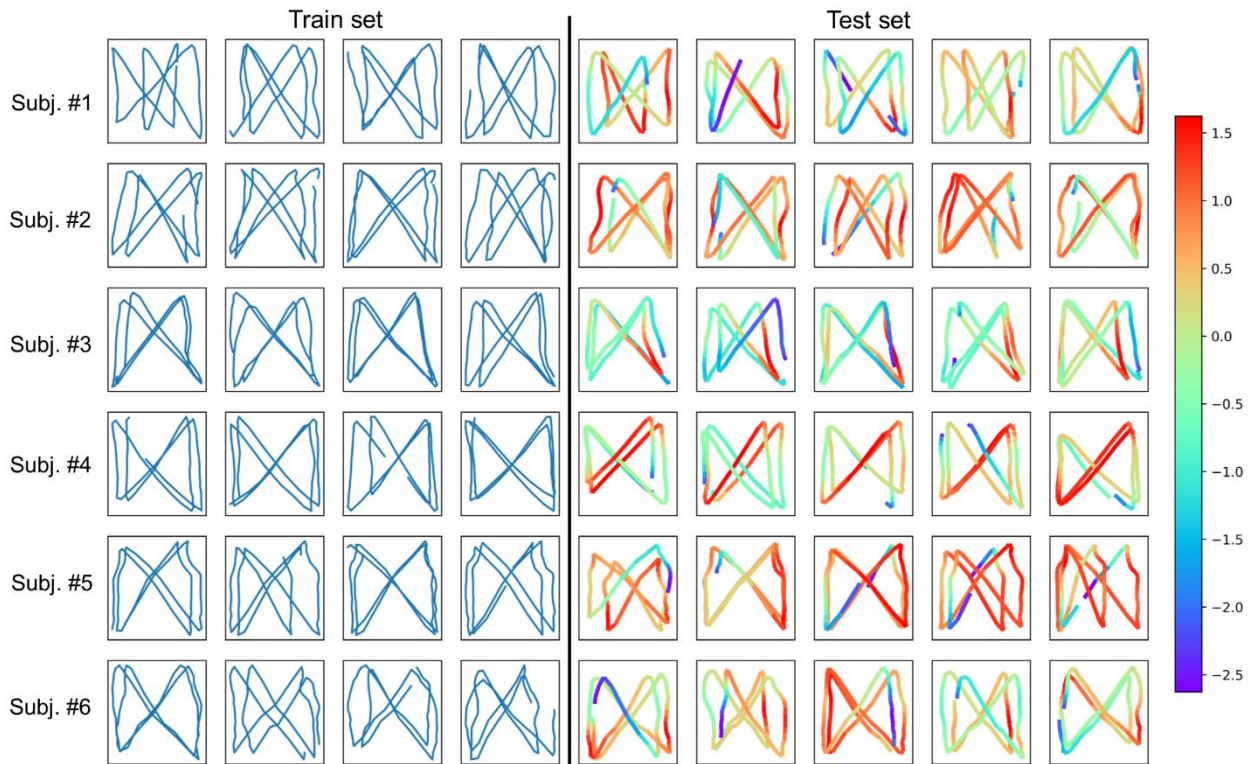 Train set
Test set
Subj. #1
Subj. #2
Subj. #3
Subj. #4
Subj. #5
Subj. #6
1.5
1.0
0.5
0.0
−0.5
−1.0
−1.5
−2.0
−2.5